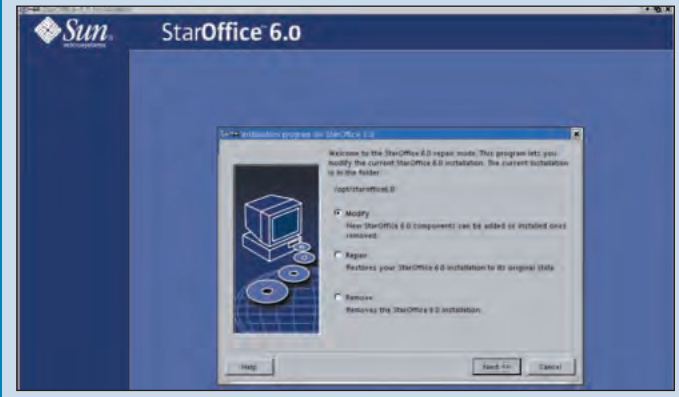 Sun
microsystems
StarOffice 6.0
Installation program for StarOffice 6.0
Welcome to the StarOffice 6.0 repair mode. This program lets you
modify the current StarOffice 6.0 installation. The current installation
is in the folder:
/opt/staroffice6.0
Modify
New StarOffice 6.0 components can be added or installed ones
removed.
Repair
Restores your StarOffice 6.0 installation to its original state.
Remove
Removes the StarOffice 6.0 installation.
Help
Next >>
Cancel